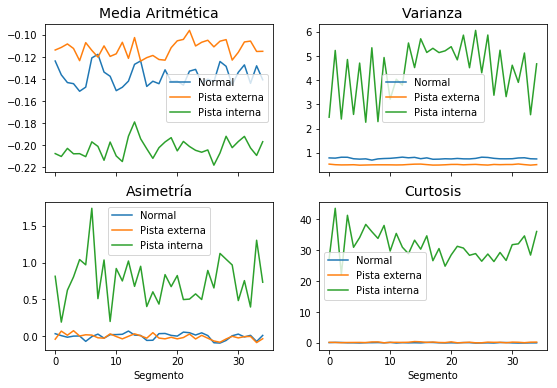 Media Aritmética
−0.10
−0.12
−0.14
−0.16
−0.18
−0.20
−0.22
Normal
Pista externa
Pista interna
Varianza
6
5
4
3
2
1
Normal
Pista externa
Pista interna
Asimetría
1.5
1.0
0.5
0.0
0
10
20
30
Segmento
Normal
Pista externa
Pista interna
Curtosis
40
30
20
10
0
0
10
20
30
Segmento
Normal
Pista externa
Pista interna